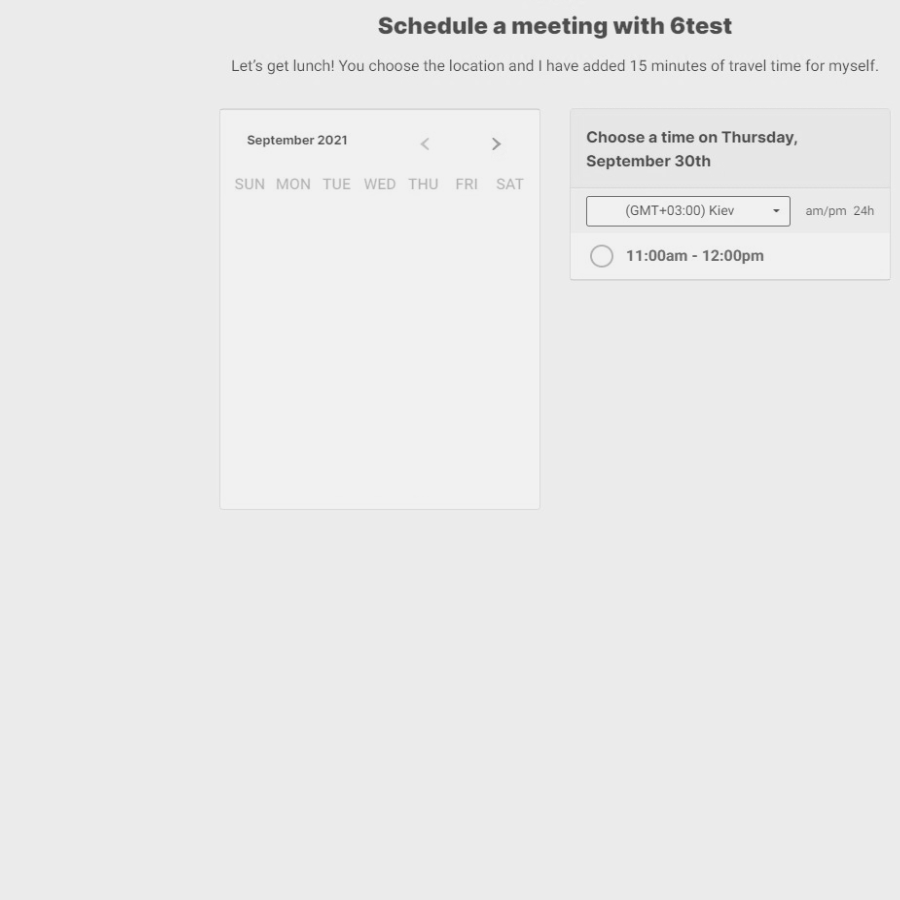 Schedule a meeting with 6test
Let's get lunch! You choose the location and I have added 15 minutes of travel time for myself.
September 2021
SUN MON TUE WED THU FRI SAT
Choose a time on Thursday,
September 30th
(GMT+03:00) Kiev am/pm 24h
11:00am - 12:00pm